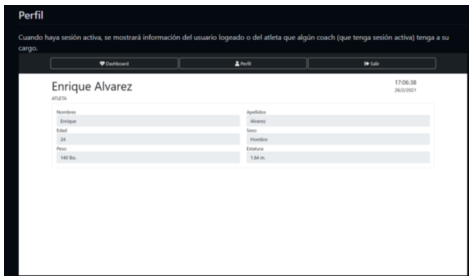 Perfil
Cuando haya sesión activa, se mostrará información del usuario logeado o del atleta que algún coach (que tenga sesión activa) tenga a su
cargo.
Dashboard Perfil Salir
Enrique Alvarez 17:06:38
ATLETA 26/2/2021
Nombres Apellidos
Enrique Alvarez
Edad Sexo
24 Hombre
Peso Estatura
140 lbs. 1.64 m.